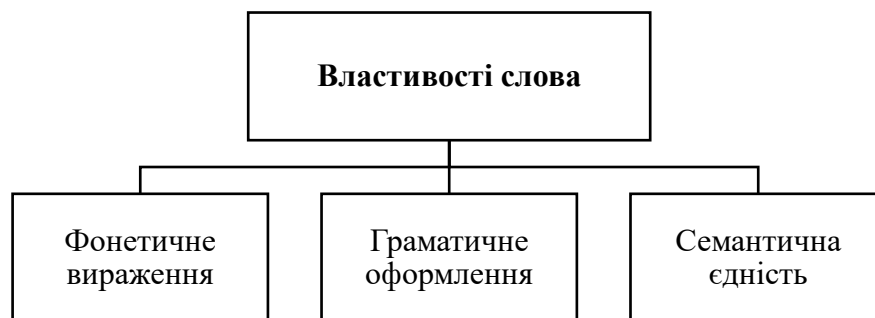 Властивості слова
Фонетичне
вираження
Граматичне
оформлення
Семантична
єдність